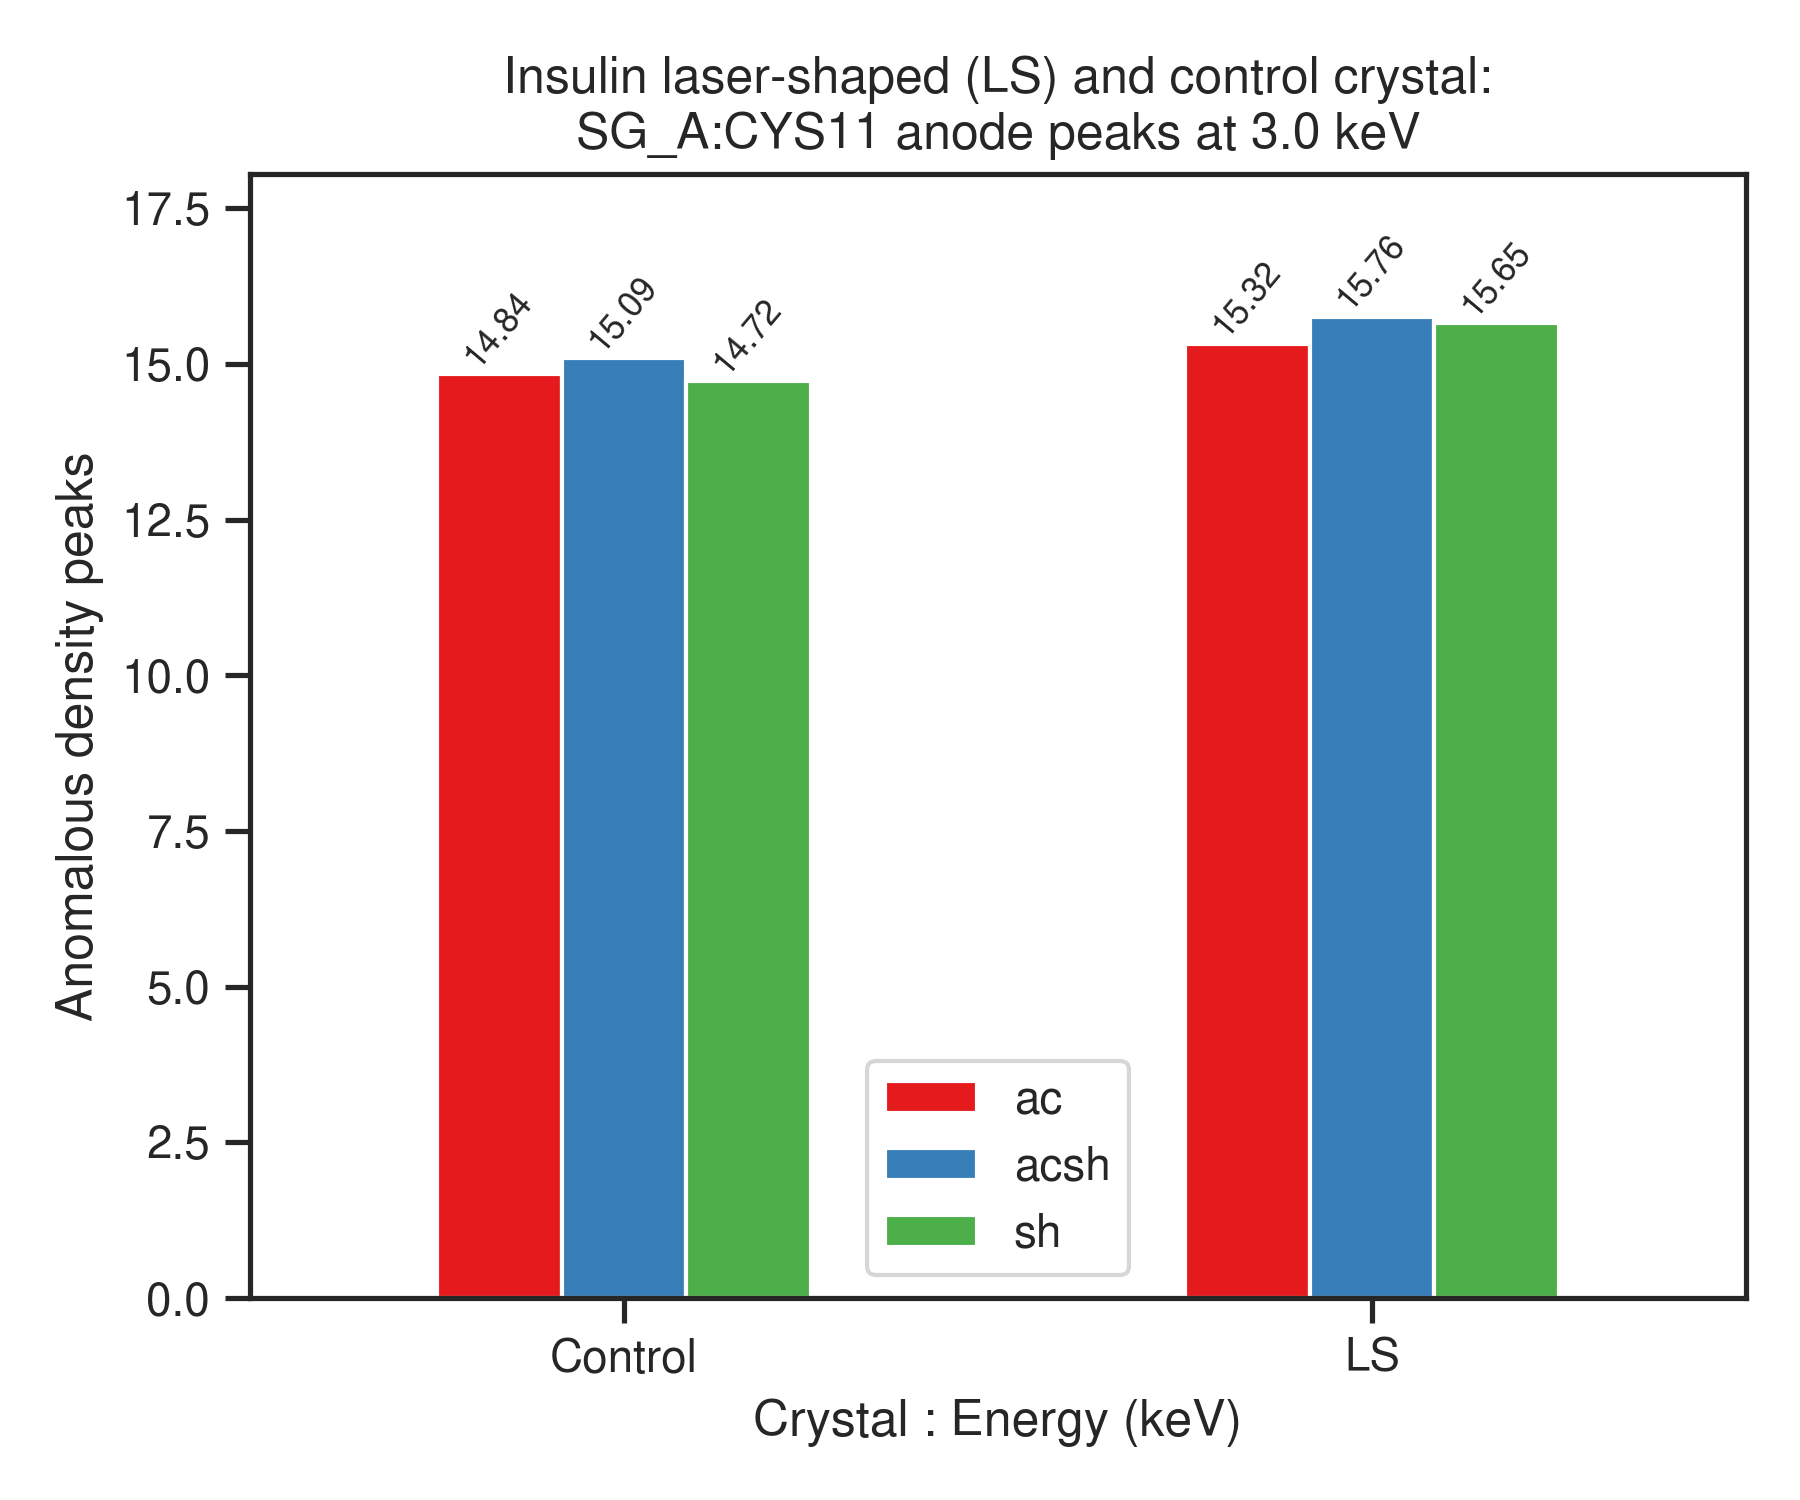 Insulin laser-shaped (LS) and control crystal:
SG_A:CYS11 anode peaks at 3.0 keV
Anomalous density peaks
17.5
15.0
12.5
10.0
7.5
5.0
2.5
0.0
14.84
15.09
14.72
15.32
15.76
15.65
ac
acsh
sh
Control
LS
Crystal : Energy (keV)